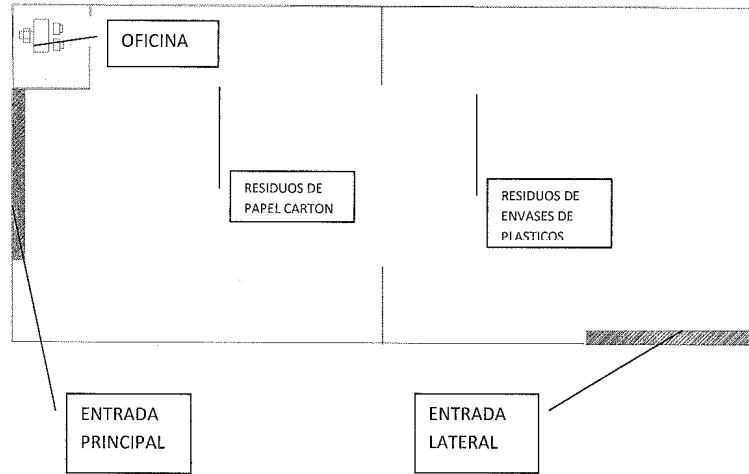 OFICINA
RESIDUOS DE
PAPEL CARTON
RESIDUOS DE
ENVASES DE
PLASTICOS
ENTRADA
PRINCIPAL
ENTRADA
LATERAL